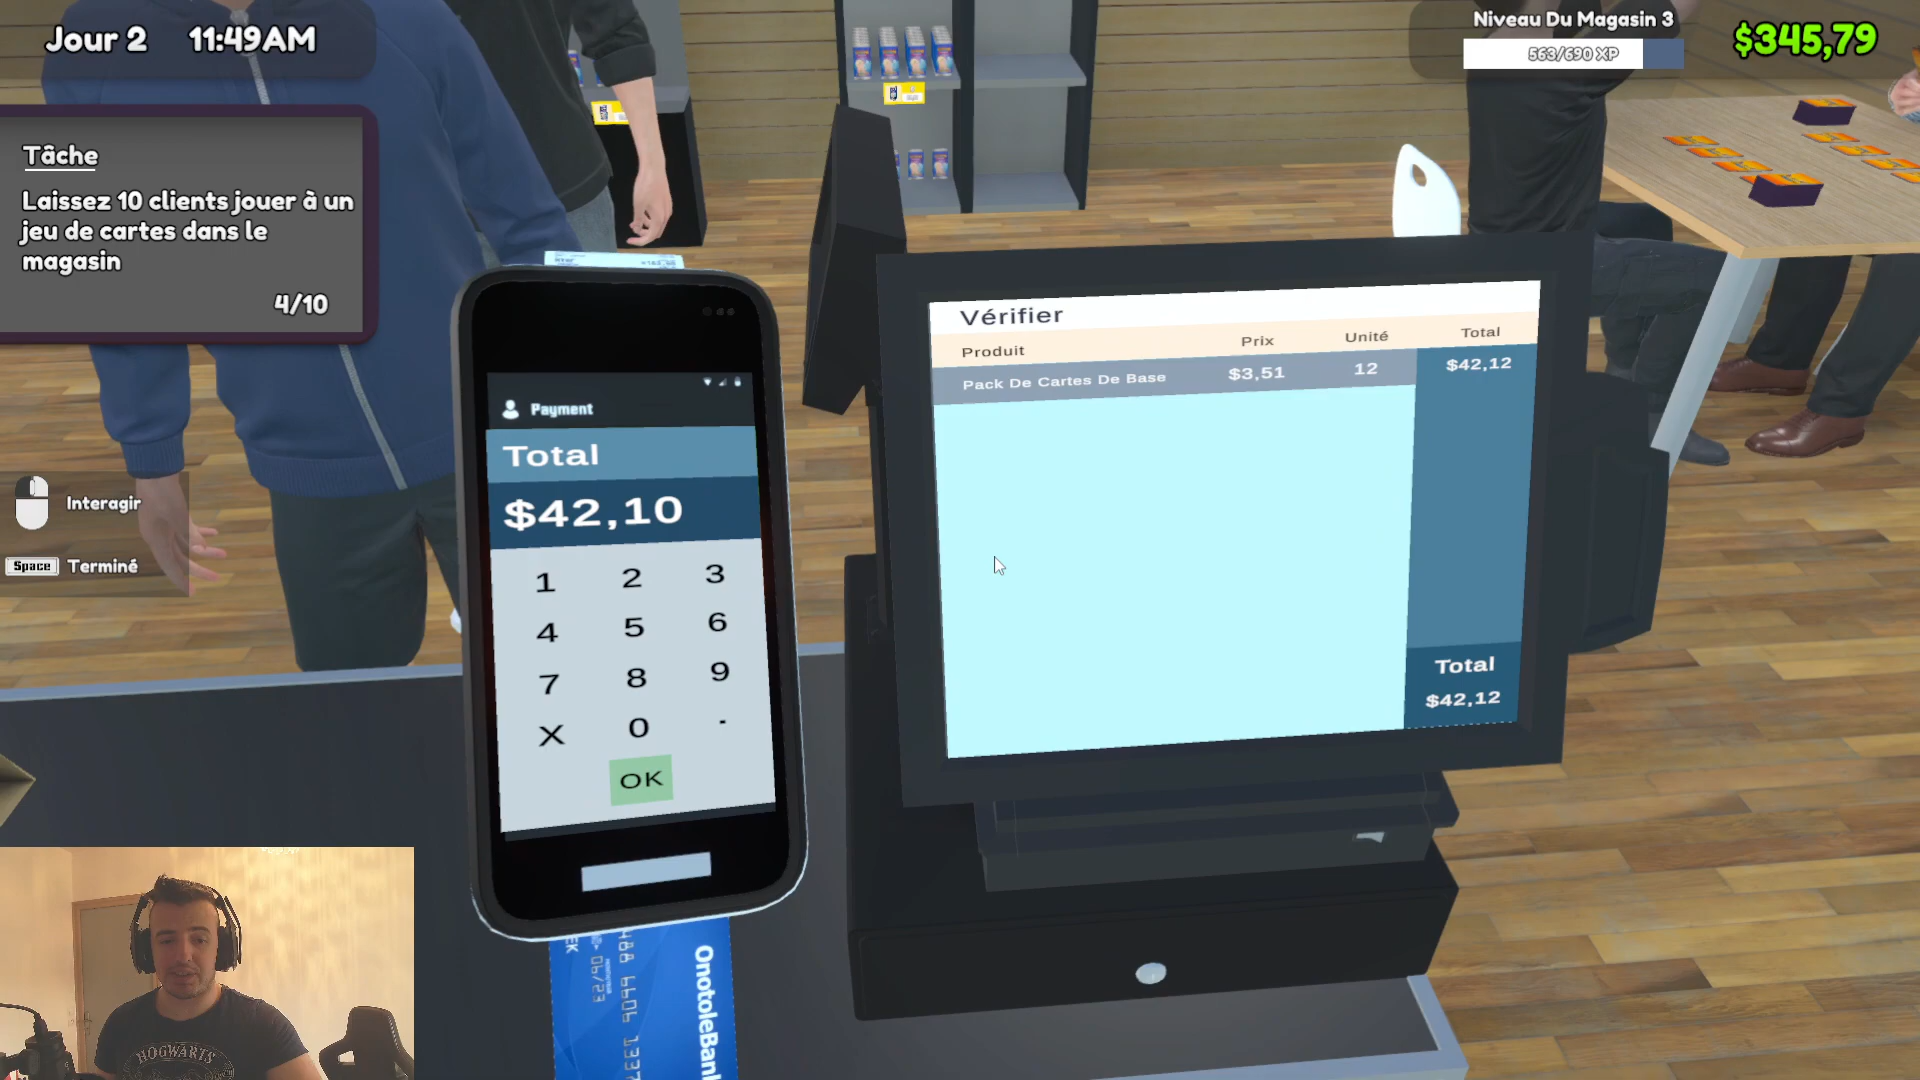 Jour 2 11:49AM
Niveau Du Magasin 3
563/690 XP
$345,79
Tâche
Laissez 10 clients jouer à un
jeu de cartes dans le
magasin
4/10
Interagir
Space Terminé
Payment
Total
$42,10
1 2 3
4 5 6
7 8 9
X 0 .
OK
Vérifier
Produit Prix Unité Total
Pack De Cartes De Base $3,51 12 $42,12
Total
$42,12
OnotoleBank
06/23
HOGWARTS